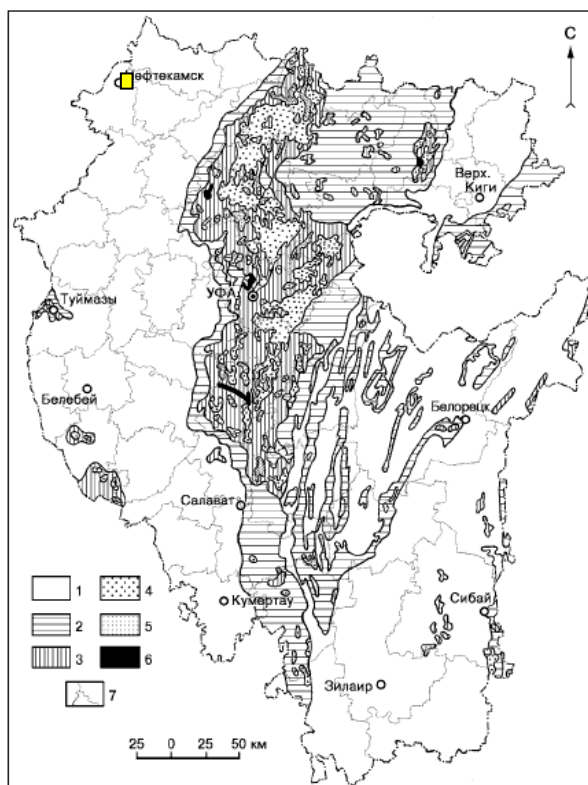 С
ефтекамск
Верх.
Киги
УФА
Туймазы
Белебей
Белорецк
Салават
Кумертау
Сибай
Зилаир
1
4
2
5
3
6
7
25 0 25 50 км